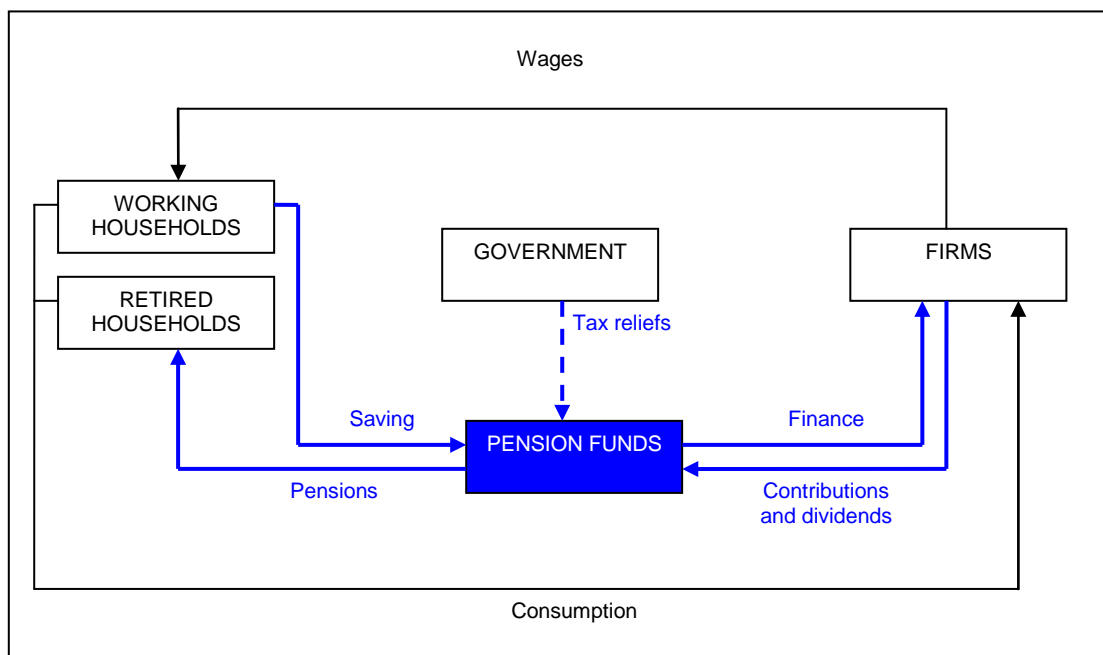 Wages
WORKING
HOUSEHOLDS
GOVERNMENT
FIRMS
RETIRED
HOUSEHOLDS
Tax reliefs
Saving
PENSION FUNDS
Finance
Pensions
Contributions
and dividends
Consumption